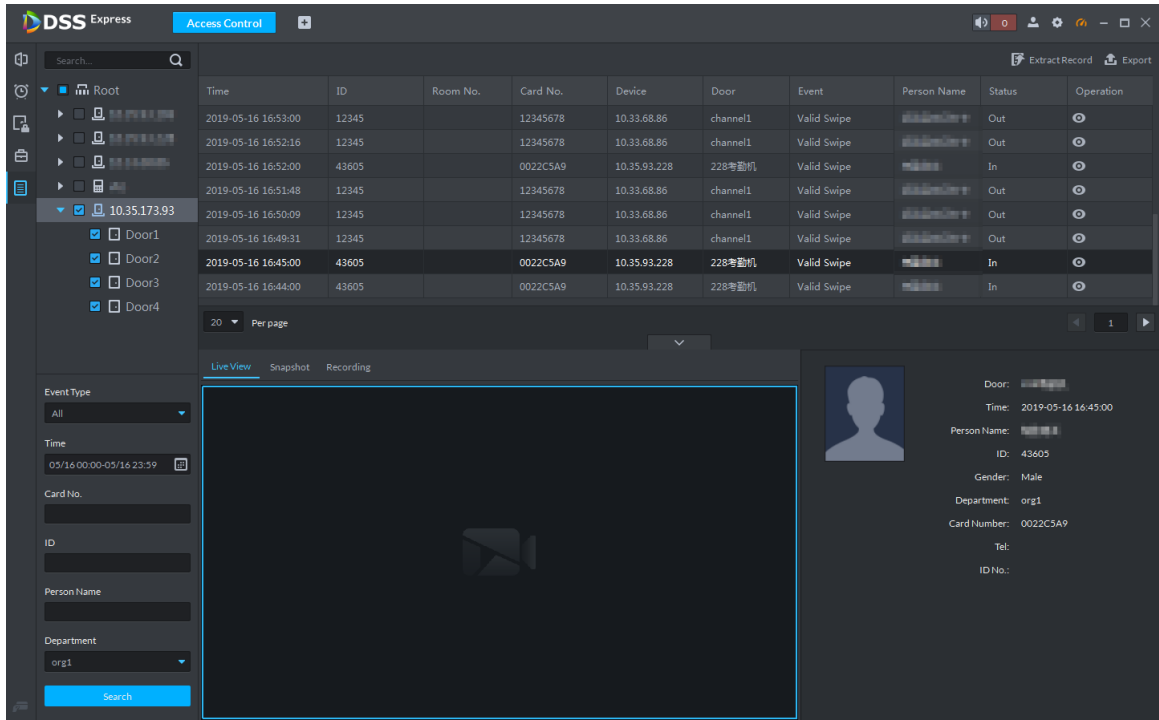 DSS Express Access Control 0
Search... Extract Record Export
Root
Time ID Room No. Card No. Device Door Event Person Name Status Operation
2019-05-16 16:53:00 12345 12345678 10.33.68.86 channel1 Valid Swipe Out
2019-05-16 16:52:16 12345 12345678 10.33.68.86 channel1 Valid Swipe Out
2019-05-16 16:52:00 43605 0022C5A9 10.35.93.228 228考勤机 Valid Swipe In
2019-05-16 16:51:48 12345 12345678 10.33.68.86 channel1 Valid Swipe Out
10.35.173.93
2019-05-16 16:50:09 12345 12345678 10.33.68.86 channel1 Valid Swipe Out
Door1
2019-05-16 16:49:31 12345 12345678 10.33.68.86 channel1 Valid Swipe Out
Door2
2019-05-16 16:45:00 43605 0022C5A9 10.35.93.228 228考勤机 Valid Swipe In
Door3
2019-05-16 16:44:00 43605 0022C5A9 10.35.93.228 228考勤机 Valid Swipe In
Door4
20 Per page 1
Live View Snapshot Recording
Event Type
All
Time
05/16 00:00-05/16 23:59
Card No.
ID
Person Name
Department
org1
Search
Door:
Time: 2019-05-16 16:45:00
Person Name:
ID: 43605
Gender: Male
Department: org1
Card Number: 0022C5A9
Tel:
ID No.: